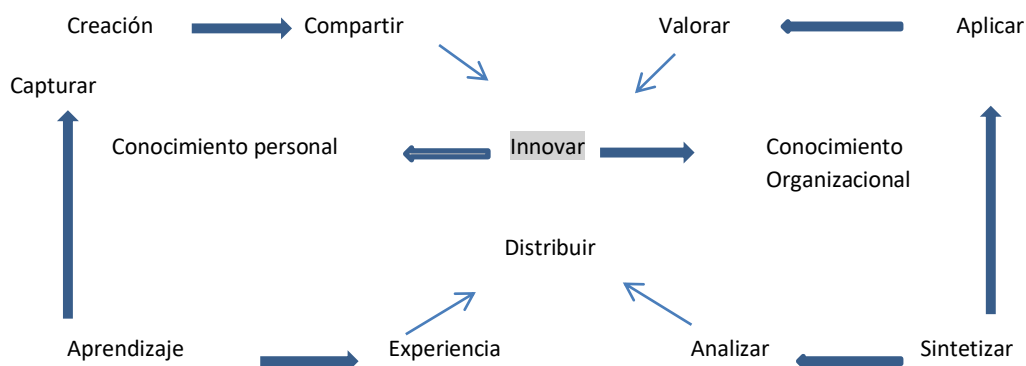 Creación Compartir Valorar Aplicar
Capturar
Conocimiento personal Innovar Conocimiento
Organizacional
Distribuir
Aprendizaje Experiencia Analizar Sintetizar